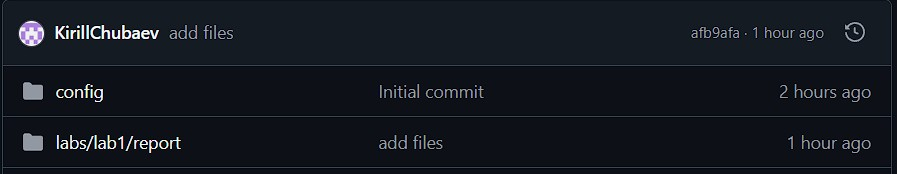 KirillChubaev add files afb9afa · 1 hour ago
config Initial commit 2 hours ago
labs/lab1/report add files 1 hour ago